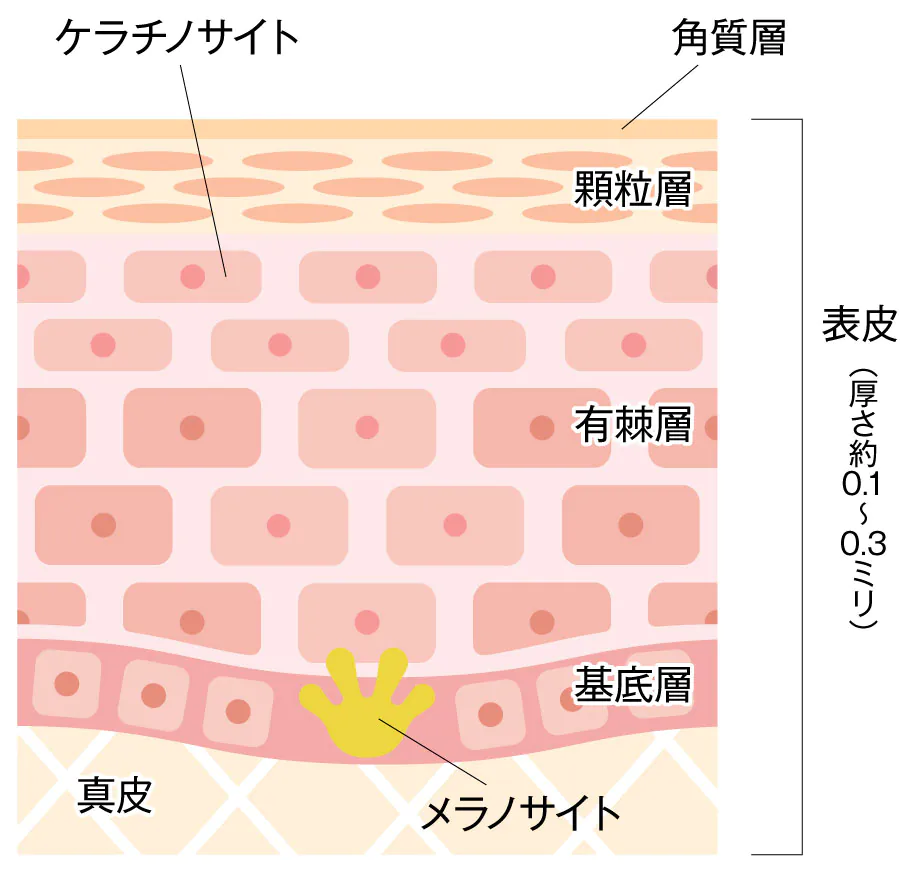 ケラチノサイト
角質層
顆粒層
有棘層
基底層
メラノサイト
真皮
表皮
（厚さ約0.1～0.3ミリ）